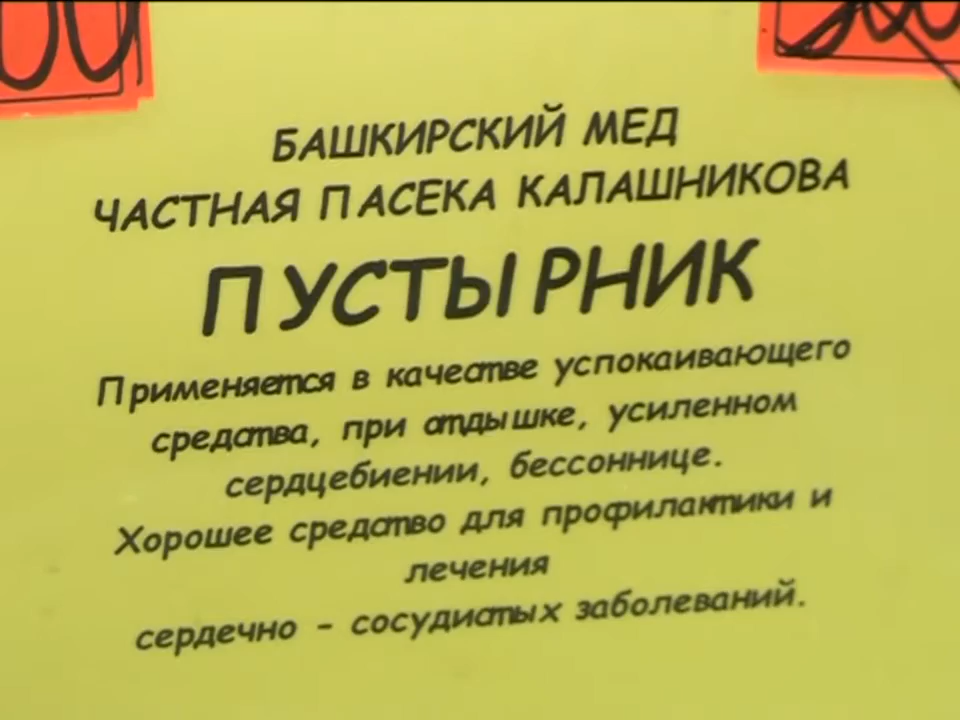 БАШКИРСКИЙ МЕД
ЧАСТНАЯ ПАСЕКА КАЛАШНИКОВА
ПУСТЫРНИК
Применяется в качестве успокаивающего
средства, при отдышке, усиленном
сердцебиении, бессоннице.
Хорошее средство для профилактики и
лечения
сердечно - сосудистых заболеваний.